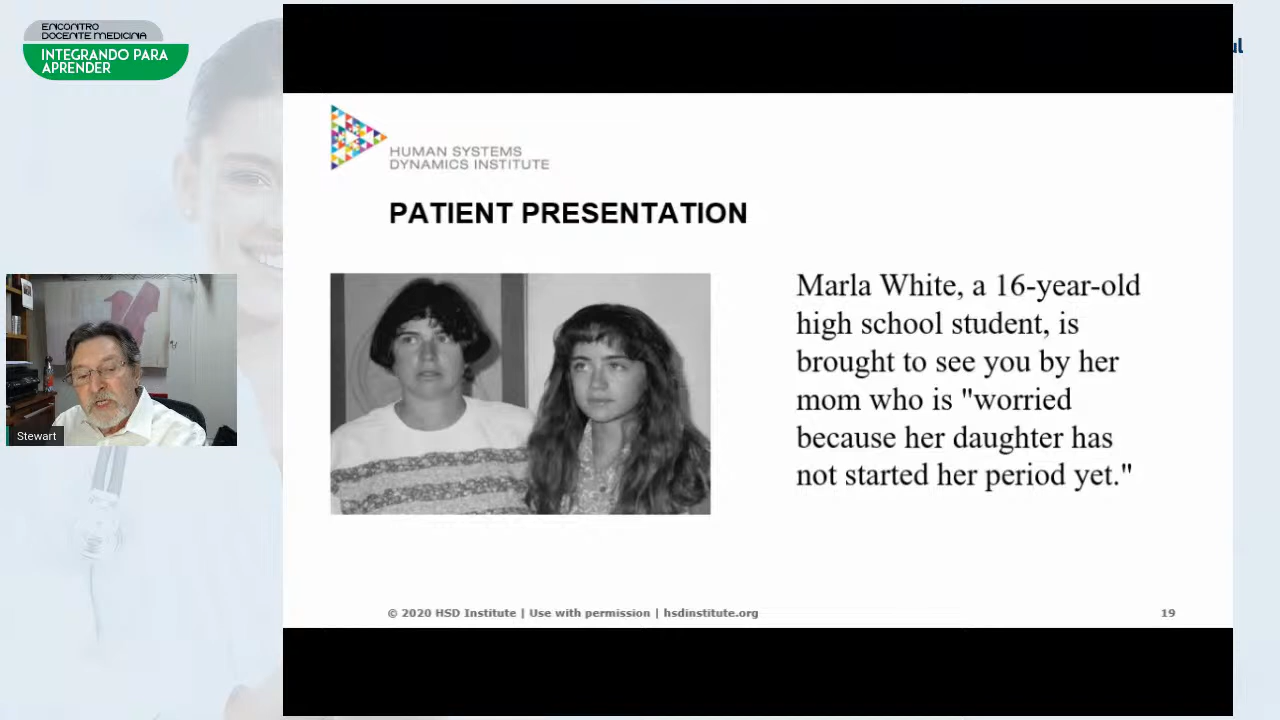 ENCONTRO
DOCENTE MEDICINA
INTEGRANDO PARA
APRENDER
HUMAN SYSTEMS
DYNAMICS INSTITUTE
PATIENT PRESENTATION
Marla White, a 16-year-old
high school student, is
brought to see you by her
mom who is "worried
because her daughter has
not started her period yet."
Stewart
© 2020 HSD Institute | Use with permission | hsdinstitute.org
19